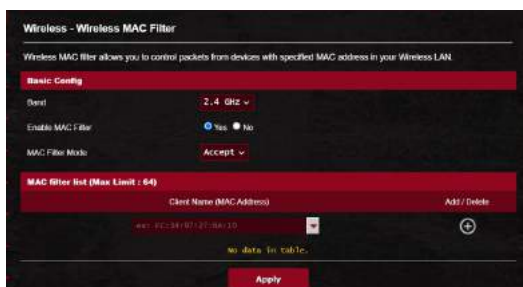 Wireless - Wireless MAC Filter
Wireless MAC filter allows you to control packets from devices with specified MAC address in your Wireless LAN.
Basic Config
Band 2.4 GHz
Enable MAC Filter Yes No
MAC Filter Mode Accept
MAC filter list (Max Limit : 64)
Client Name (MAC Address) Add / Delete
ex:
No data in table.
Apply